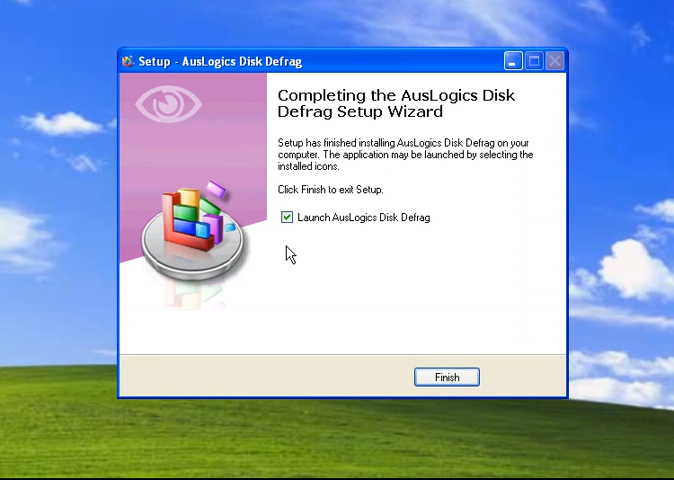 Setup - AusLogics Disk Defrag
Completing the AusLogics Disk
Defrag Setup Wizard
Setup has finished installing AusLogics Disk Defrag on your
computer. The application may be launched by selecting the
installed icons.
Click Finish to exit Setup.
Launch AusLogics Disk Defrag
Finish